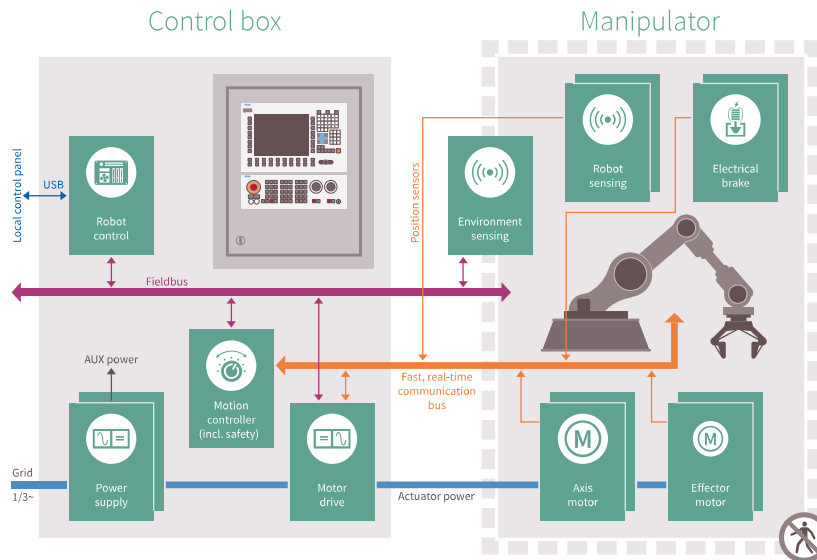 Control box
Manipulator
Local control panel
USB
Robot
control
Position sensors
Environment
sensing
Robot
sensing
Electrical
brake
Fieldbus
AUX power
Motion
controller
(incl. safety)
Fast, real-time
communication
bus
Grid
1/3~
Power
supply
Motor
drive
Actuator power
M
Axis
motor
M
Effector
motor